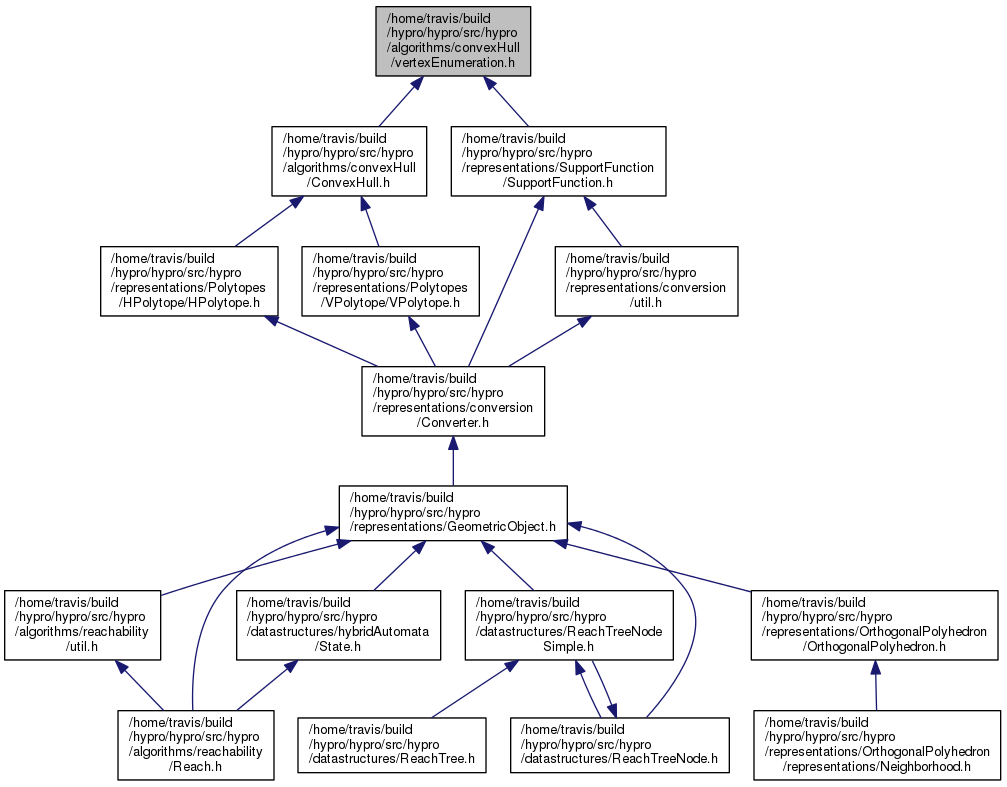 /home/travis/build
/hypro/hypro/src/hypro
/algorithms/convexHull
/vertexEnumeration.h
/home/travis/build
/hypro/hypro/src/hypro
/algorithms/convexHull
/ConvexHull.h
/home/travis/build
/hypro/hypro/src/hypro
/representations/SupportFunction
/SupportFunction.h
/home/travis/build
/hypro/hypro/src/hypro
/representations/Polytopes
/HPolytope/HPolytope.h
/home/travis/build
/hypro/hypro/src/hypro
/representations/Polytopes
/VPolytope/VPolytope.h
/home/travis/build
/hypro/hypro/src/hypro
/representations/conversion
/util.h
/home/travis/build
/hypro/hypro/src/hypro
/representations/conversion
/Converter.h
/home/travis/build
/hypro/hypro/src/hypro
/representations/GeometricObject.h
/home/travis/build
/hypro/hypro/src/hypro
/algorithms/reachability
/util.h
/home/travis/build
/hypro/hypro/src/hypro
/datastructures/hybridAutomata
/State.h
/home/travis/build
/hypro/hypro/src/hypro
/datastructures/ReachTreeNode
Simple.h
/home/travis/build
/hypro/hypro/src/hypro
/representations/OrthogonalPolyhedron
/OrthogonalPolyhedron.h
/home/travis/build
/hypro/hypro/src/hypro
/algorithms/reachability
/Reach.h
/home/travis/build
/hypro/hypro/src/hypro
/datastructures/ReachTree.h
/home/travis/build
/hypro/hypro/src/hypro
/datastructures/ReachTreeNode.h
/home/travis/build
/hypro/hypro/src/hypro
/representations/OrthogonalPolyhedron
/representations/Neighborhood.h